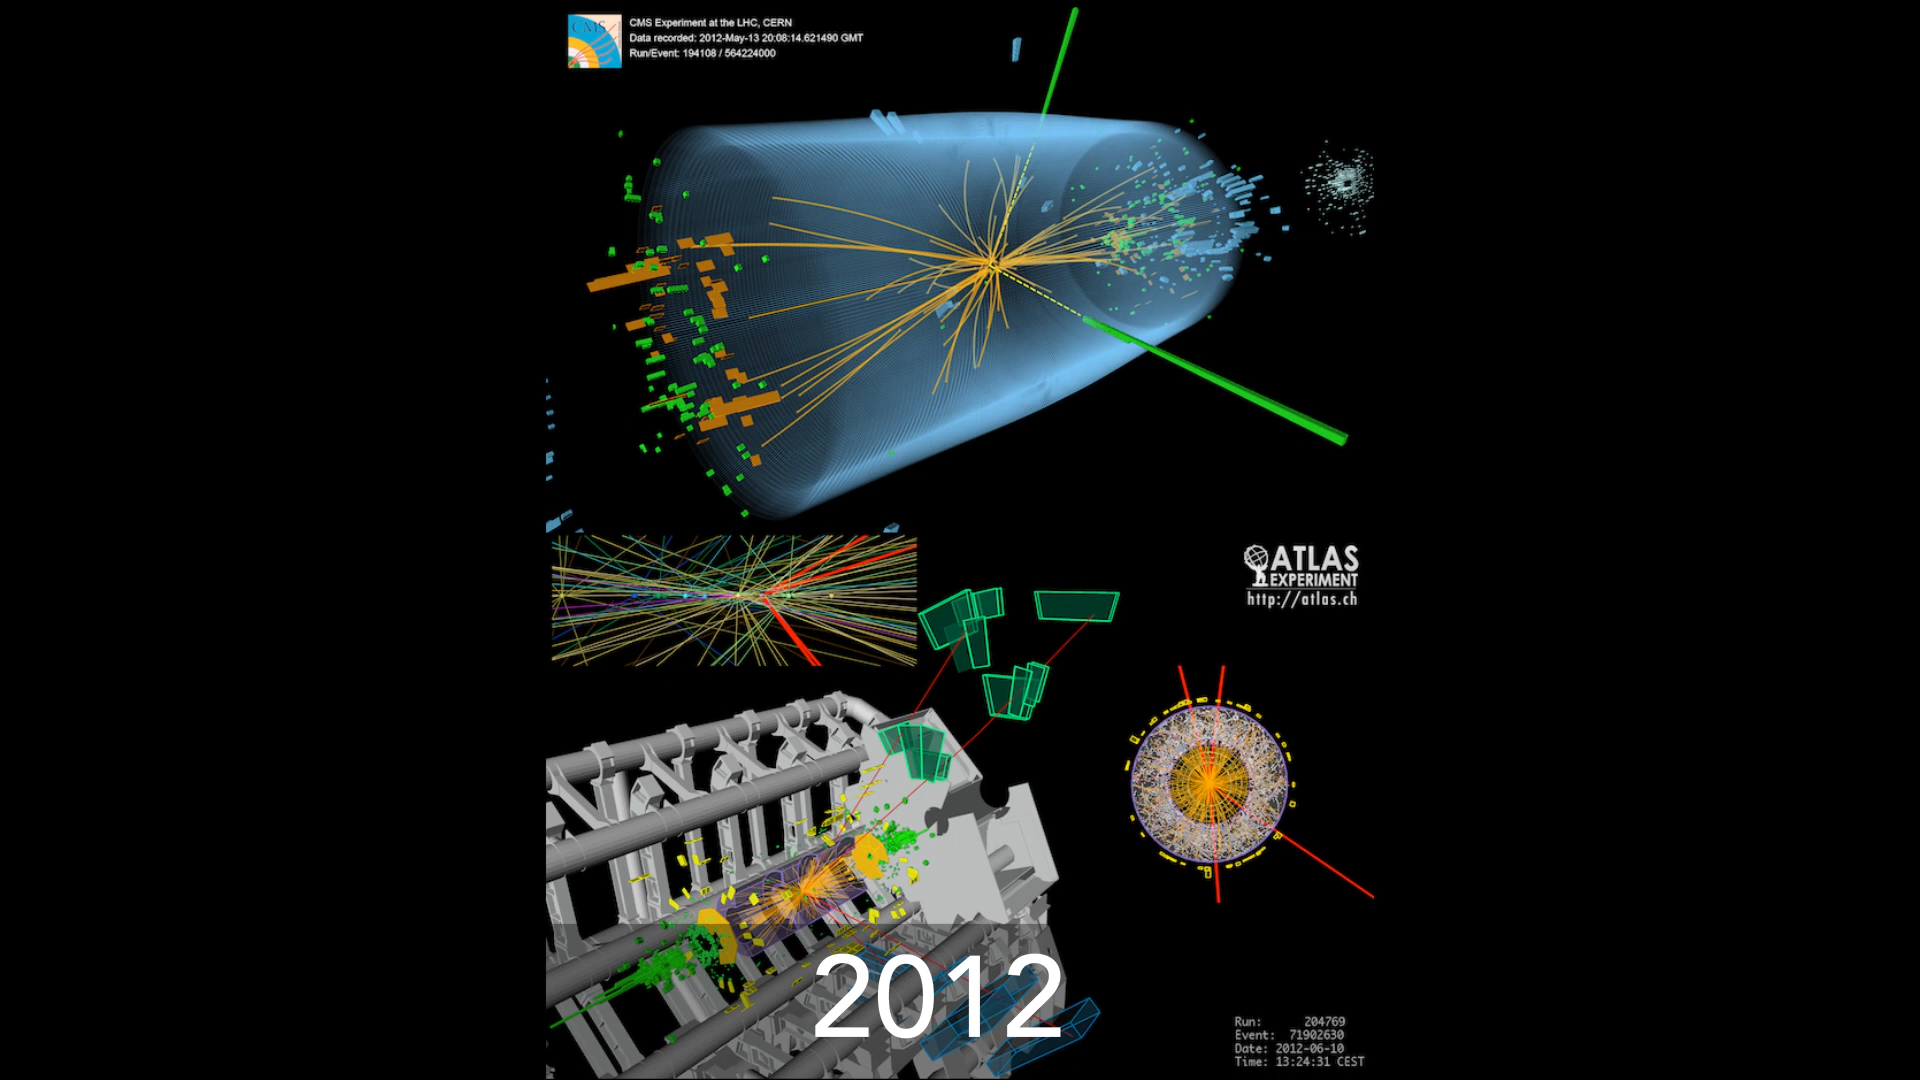 CMS
CMS Experiment at the LHC, CERN
Data recorded: 2012-May-13 20:08:14.621490 GMT
Run/Event: 194108 / 564224000
ATLAS
EXPERIMENT
http://atlas.ch
2012
Run: 204769
Event: 71902630
Date: 2012-06-10
Time: 13:24:31 CEST